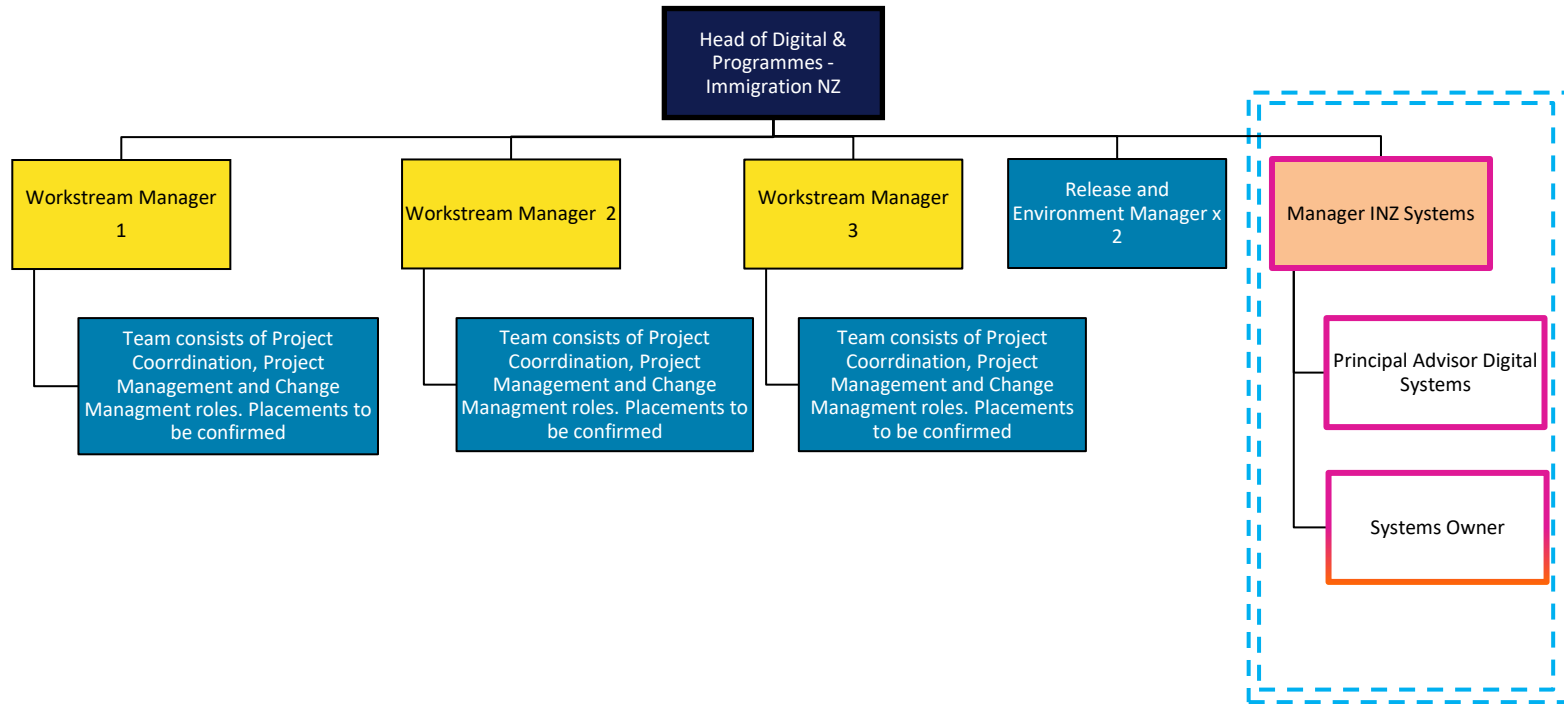 Head of Digital &
Programmes -
Immigration NZ
Workstream Manager
1
Workstream Manager 2
Workstream Manager
3
Release and
Environment Manager x
2
Manager INZ Systems
Team consists of Project
Coorrdination, Project
Management and Change
Managment roles. Placements to
be confirmed
Team consists of Project
Coorrdination, Project
Management and Change
Managment roles. Placements to
be confirmed
Team consists of Project
Coorrdination, Project
Management and Change
Managment roles. Placements
to be confirmed
Principal Advisor Digital
Systems
Systems Owner